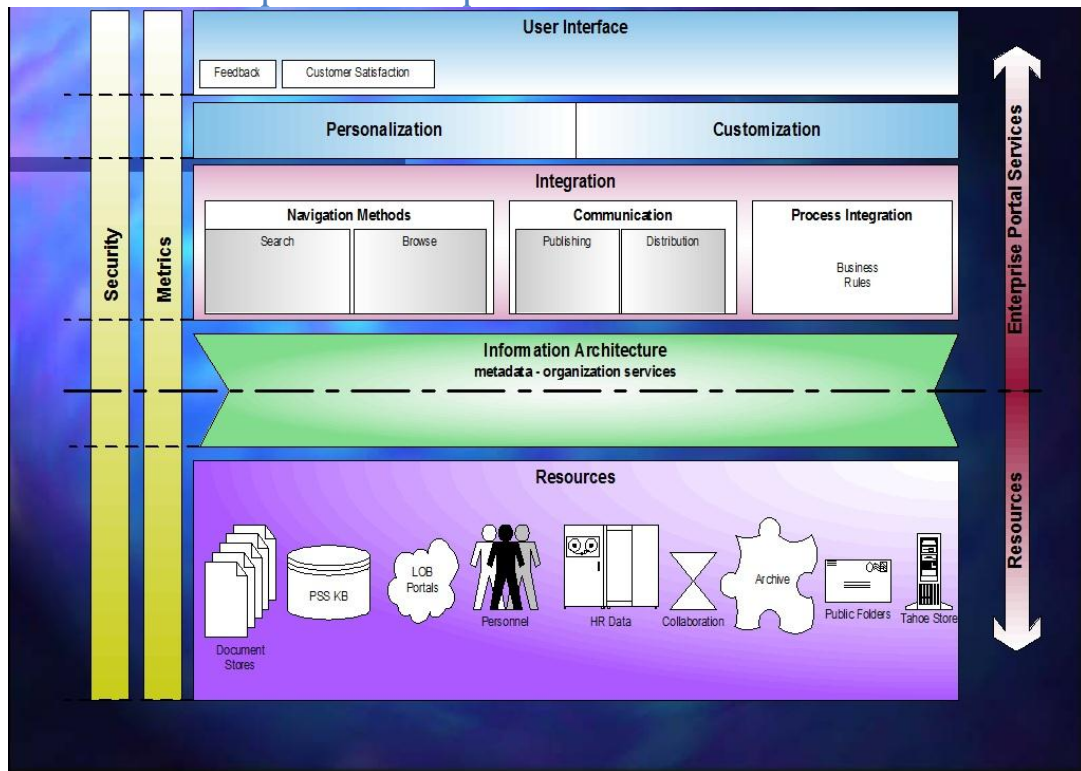 User Interface
Feedback
Customer Satisfaction
Personalization
Customization
Integration
Navigation Methods
Search
Browse
Communication
Publishing
Distribution
Process Integration
Business
Rules
Security
Metrics
Information Architecture
metadata - organization services
Enterprise Portal Services
Resources
Resources
Document
Stores
PSS KB
LOB
Portals
Personnel
HR Data
Collaboration
Archive
Public Folders
Tahoe Store